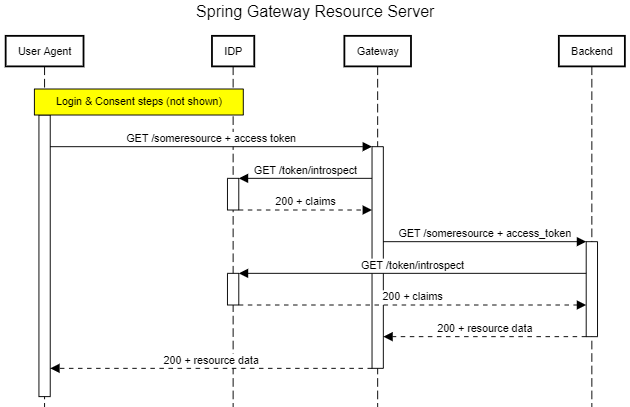 Spring Gateway Resource Server
User Agent
IDP
Gateway
Backend
Login & Consent steps (not shown)
GET /someresource + access token
GET /token/introspect
200 + claims
GET /someresource + access_token
GET /token/introspect
200 + claims
200 + resource data
200 + resource data